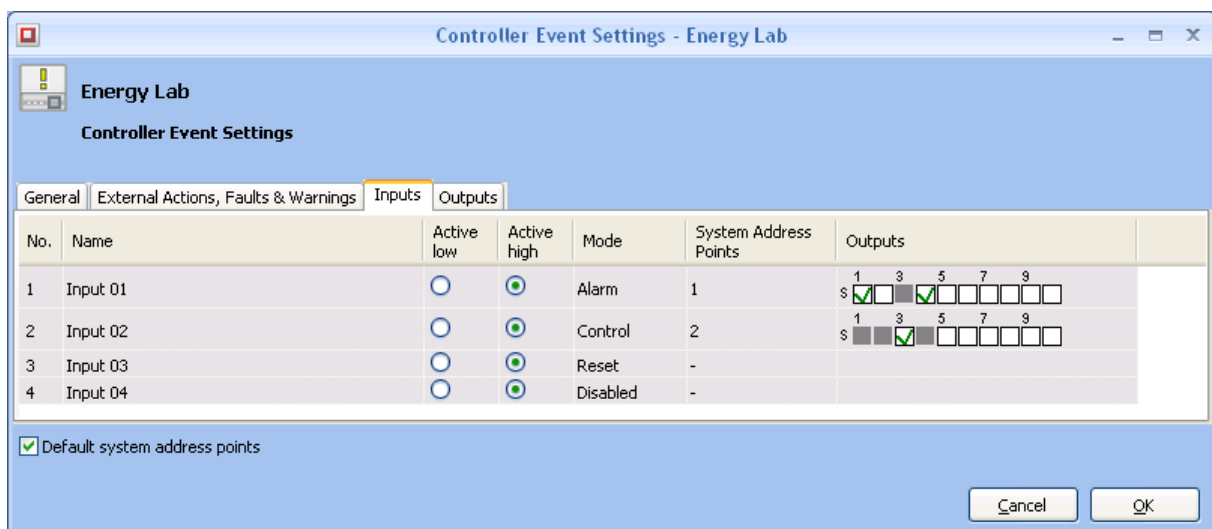 Controller Event Settings - Energy Lab
Energy Lab
Controller Event Settings
General External Actions, Faults & Warnings Inputs Outputs
No. Name Active low Active high Mode System Address Points Outputs
1 3 5 7 9
1 Input 01 Alarm 1 S
1 3 5 7 9
2 Input 02 Control 2 S
3 Input 03 Reset -
4 Input 04 Disabled -
Default system address points
Cancel OK